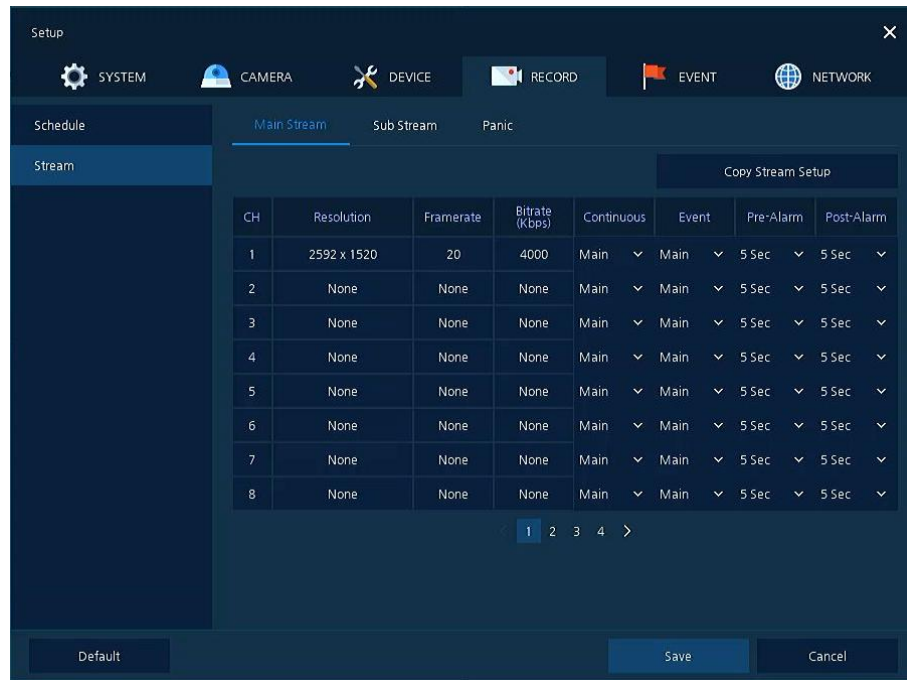 Setup
SYSTEM CAMERA DEVICE RECORD EVENT NETWORK
Schedule
Stream
Main Stream Sub Stream Panic
Copy Stream Setup
CH Resolution Framerate Bitrate (Kbps) Continuous Event Pre-Alarm Post-Alarm
1 2592 x 1520 20 4000 Main Main 5 Sec 5 Sec
2 None None None Main Main 5 Sec 5 Sec
3 None None None Main Main 5 Sec 5 Sec
4 None None None Main Main 5 Sec 5 Sec
5 None None None Main Main 5 Sec 5 Sec
6 None None None Main Main 5 Sec 5 Sec
7 None None None Main Main 5 Sec 5 Sec
8 None None None Main Main 5 Sec 5 Sec
1 2 3 4
Default Save Cancel